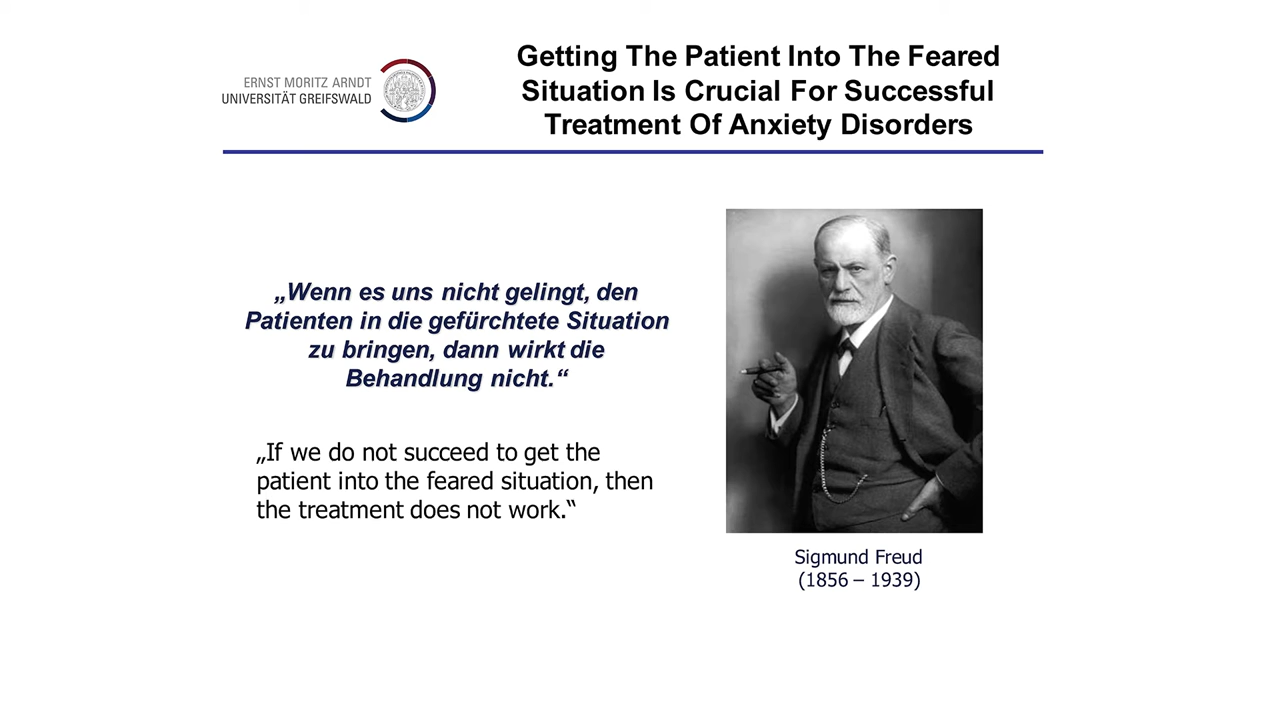 ERNST MORITZ ARNDT
UNIVERSITÄT GREIFSWALD
Getting The Patient Into The Feared
Situation Is Crucial For Successful
Treatment Of Anxiety Disorders
„Wenn es uns nicht gelingt, den
Patienten in die gefürchtete Situation
zu bringen, dann wirkt die
Behandlung nicht.“
„If we do not succeed to get the
patient into the feared situation, then
the treatment does not work.“
Sigmund Freud
(1856 – 1939)